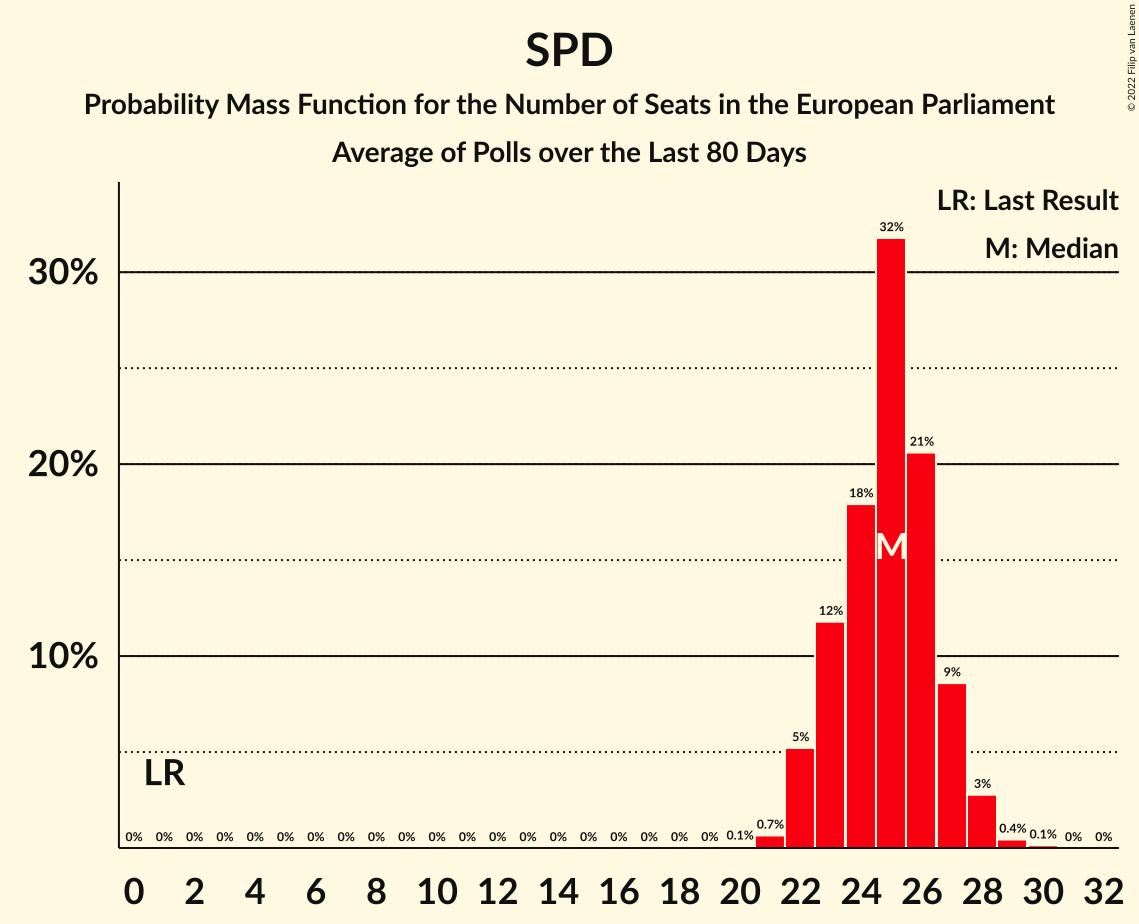 SPD
Probability Mass Function for the Number of Seats in the European Parliament
Average of Polls over the Last 80 Days
© 2022 Filip van Laenen
LR: Last Result
M: Median
30%
20%
10%
32%
21%
18%
M
12%
9%
5%
LR
3%
0% 0% 0% 0% 0% 0% 0% 0% 0% 0% 0% 0% 0% 0% 0% 0% 0% 0% 0% 0% 0.1% 0.7% 0.4% 0.1% 0% 0%
0 2 4 6 8 10 12 14 16 18 20 22 24 26 28 30 32